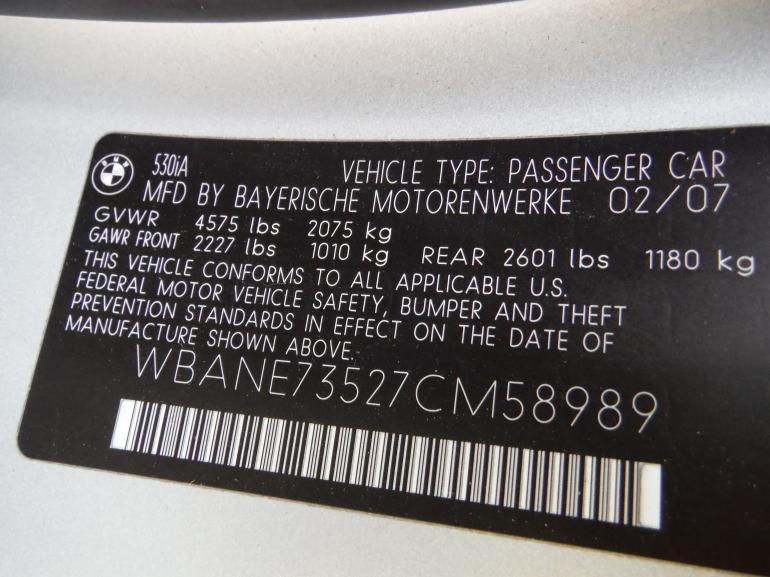 BMW
530iA VEHICLE TYPE: PASSENGER CAR
MFD BY BAYERISCHE MOTORENWERKE 02/07
GVWR 4575 lbs 2075 kg
GAWR FRONT 2227 lbs 1010 kg REAR 2601 lbs 1180 kg
THIS VEHICLE CONFORMS TO ALL APPLICABLE U.S.
FEDERAL MOTOR VEHICLE SAFETY, BUMPER AND THEFT
PREVENTION STANDARDS IN EFFECT ON THE DATE OF
MANUFACTURE SHOWN ABOVE.
WBANE73527CM58989